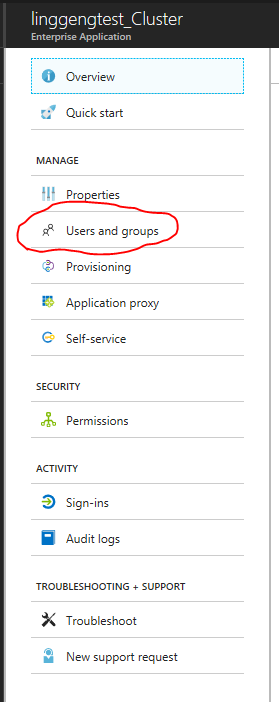 linggengtest_Cluster
Enterprise Application
Overview
Quick start
MANAGE
Properties
Users and groups
Provisioning
Application proxy
Self-service
SECURITY
Permissions
ACTIVITY
Sign-ins
Audit logs
TROUBLESHOOTING + SUPPORT
Troubleshoot
New support request